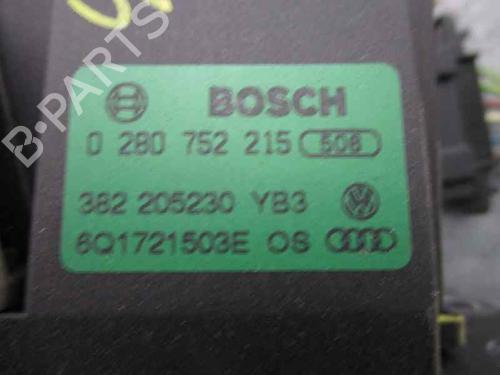 B-PARTS
BOSCH
0 280 752 215 508
382 205230 YB3
6Q1721503E OS